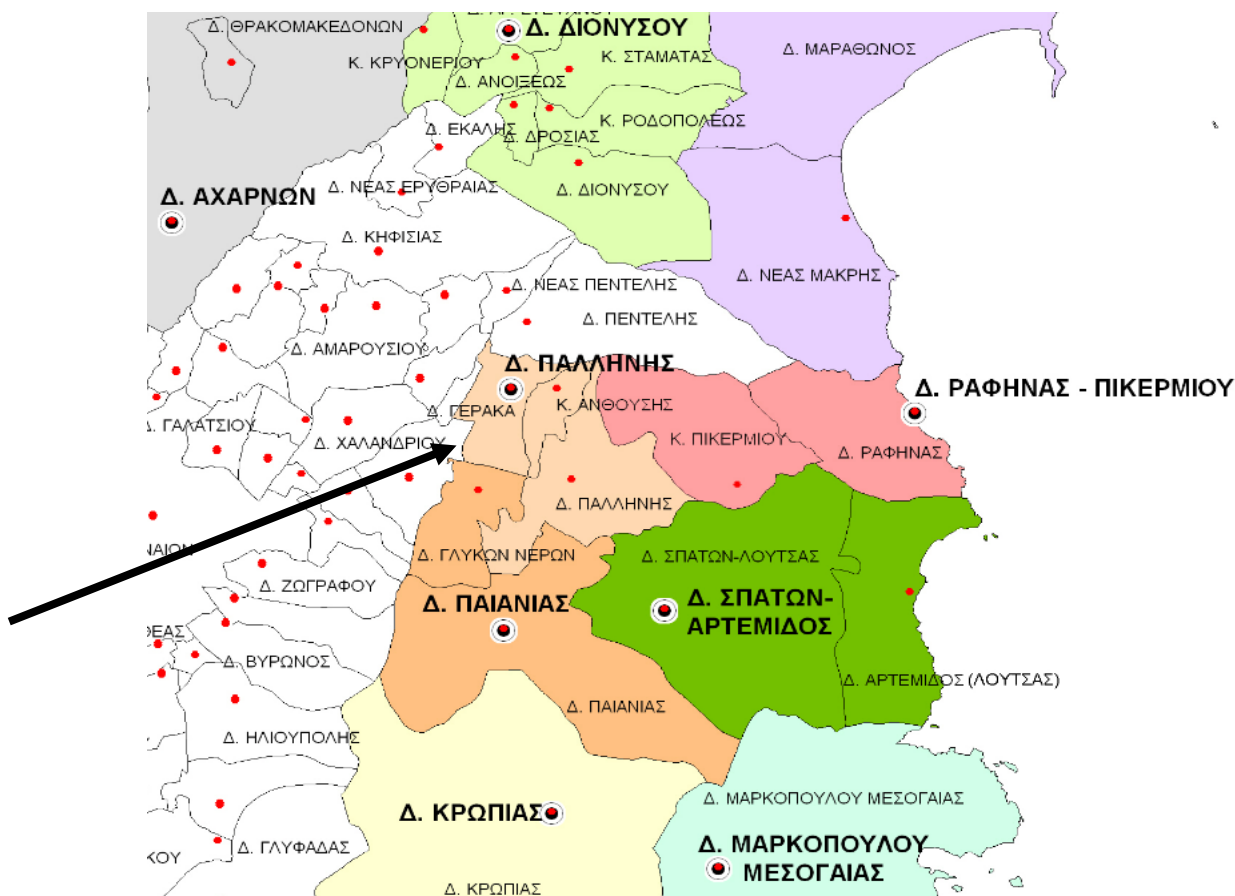 Δ. ΘΡΑΚΟΜΑΚΕΔΟΝΩΝ
Δ. ΔΙΟΝΥΣΟΥ
Κ. ΚΡΥΟΝΕΡΙΟΥ
Κ. ΣΤΑΜΑΤΑΣ
Δ. ΜΑΡΑΘΩΝΟΣ
Δ. ΑΝΟΙΞΕΩΣ
Δ. ΕΚΑΛΗΣ
Δ. ΔΡΟΣΙΑΣ
Κ. ΡΟΔΟΠΟΛΕΩΣ
Δ. ΑΧΑΡΝΩΝ
Δ. ΝΕΑΣ ΕΡΥΘΡΑΙΑΣ
Δ. ΔΙΟΝΥΣΟΥ
Δ. ΚΗΦΙΣΙΑΣ
Δ. ΝΕΑΣ ΜΑΚΡΗΣ
Δ. ΝΕΑΣ ΠΕΝΤΕΛΗΣ
Δ. ΠΕΝΤΕΛΗΣ
Δ. ΑΜΑΡΟΥΣΙΟΥ
Δ. ΠΑΛΛΗΝΗΣ
Δ. ΡΑΦΗΝΑΣ - ΠΙΚΕΡΜΙΟΥ
Δ. ΓΕΡΑΚΑ
Κ. ΑΝΘΟΥΣΗΣ
Δ. ΓΑΛΑΤΣΙΟΥ
Δ. ΧΑΛΑΝΔΡΙΟΥ
Κ. ΠΙΚΕΡΜΙΟΥ
Δ. ΡΑΦΗΝΑΣ
Δ. ΠΑΛΛΗΝΗΣ
Δ. ΓΛΥΚΩΝ ΝΕΡΩΝ
Δ. ΣΠΑΤΩΝ-ΛΟΥΤΣΑΣ
Δ. ΖΩΓΡΑΦΟΥ
Δ. ΠΑΙΑΝΙΑΣ
Δ. ΣΠΑΤΩΝ-
ΑΡΤΕΜΙΔΟΣ
Δ. ΒΥΡΩΝΟΣ
Δ. ΑΡΤΕΜΙΔΟΣ (ΛΟΥΤΣΑΣ)
Δ. ΠΑΙΑΝΙΑΣ
Δ. ΗΛΙΟΥΠΟΛΗΣ
Δ. ΜΑΡΚΟΠΟΥΛΟΥ ΜΕΣΟΓΑΙΑΣ
Δ. ΚΡΩΠΙΑΣ
Δ. ΓΛΥΦΑΔΑΣ
Δ. ΜΑΡΚΟΠΟΥΛΟΥ
ΜΕΣΟΓΑΙΑΣ
Δ. ΚΡΩΠΙΑΣ